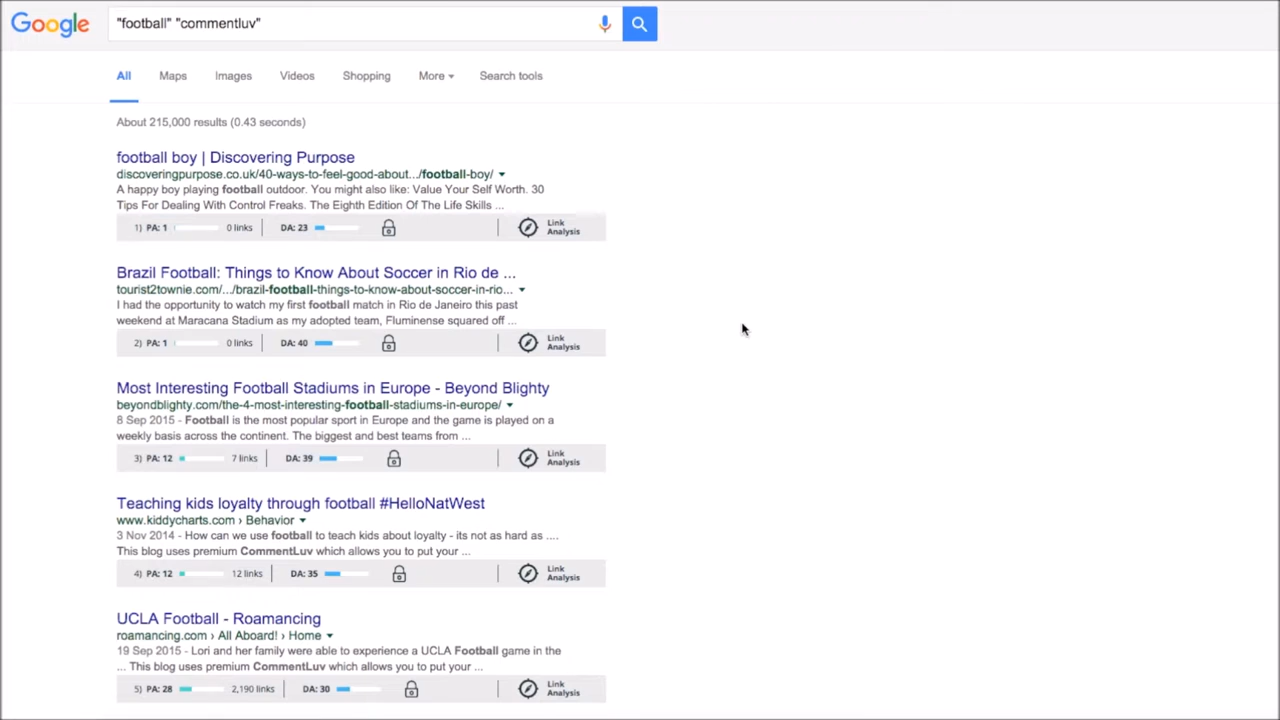 Google "football" "commentluv"
All Maps Images Videos Shopping More Search tools
About 215,000 results (0.43 seconds)
football boy | Discovering Purpose
discoveringpurpose.co.uk/40-ways-to-feel-good-about.../football-boy/
A happy boy playing football outdoor. You might also like: Value Your Self Worth. 30
Tips For Dealing With Control Freaks. The Eighth Edition Of The Life Skills ...
1) PA: 1 0 links DA: 23 Link
Analysis
Brazil Football: Things to Know About Soccer in Rio de ...
tourist2townie.com/.../brazil-football-things-to-know-about-soccer-in-rio...
I had the opportunity to watch my first football match in Rio de Janeiro this past
weekend at Maracana Stadium as my adopted team, Fluminense squared off ...
2) PA: 1 0 links DA: 40 Link
Analysis
Most Interesting Football Stadiums in Europe - Beyond Blighty
beyondblighty.com/the-4-most-interesting-football-stadiums-in-europe/
8 Sep 2015 - Football is the most popular sport in Europe and the game is played on a
weekly basis across the continent. The biggest and best teams from ...
3) PA: 12 7 links DA: 39 Link
Analysis
Teaching kids loyalty through football #HelloNatWest
www.kiddycharts.com › Behavior
3 Nov 2014 - How can we use football to teach kids about loyalty - its not as hard as ....
This blog uses premium CommentLuv which allows you to put your ...
4) PA: 12 12 links DA: 35 Link
Analysis
UCLA Football - Roamancing
roamancing.com › All Aboard! › Home
19 Sep 2015 - Lori and her family were able to experience a UCLA Football game in the
... This blog uses premium CommentLuv which allows you to put your ...
5) PA: 28 2,190 links DA: 30 Link
Analysis